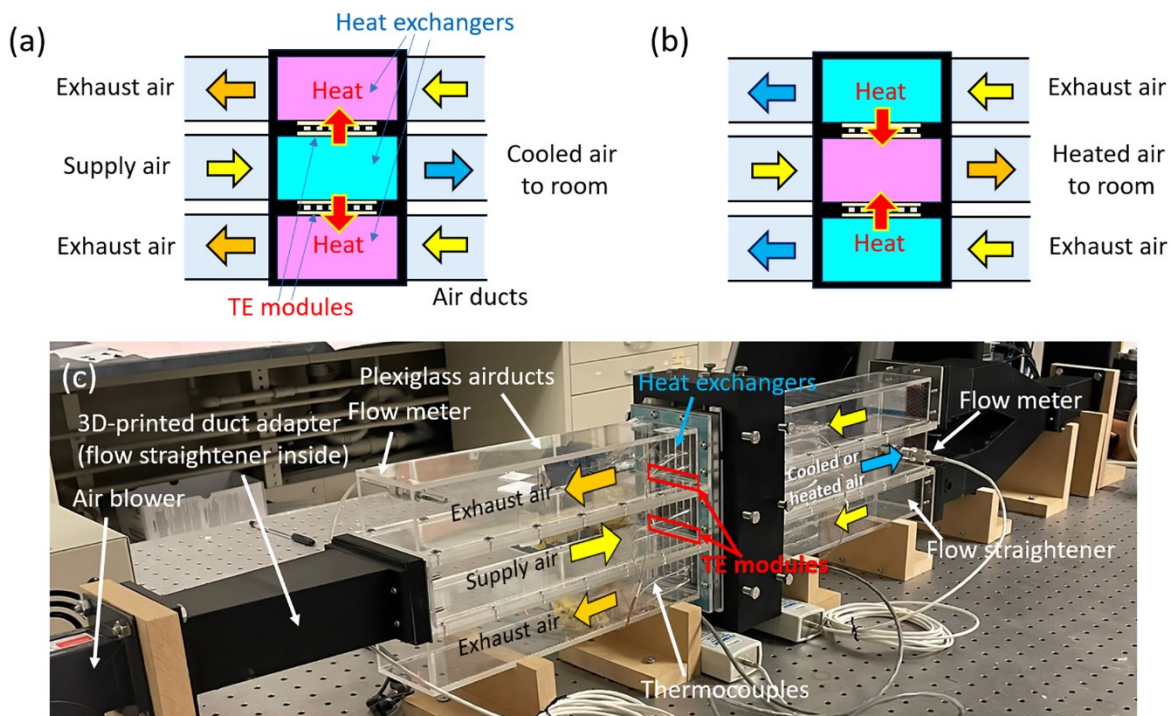 (a)
Heat exchangers
Exhaust air
Heat
Supply air
Cooled air
to room
Exhaust air
Heat
TE modules
Air ducts
(b)
Heat
Exhaust air
Heated air
to room
Heat
Exhaust air
(c)
Plexiglass airducts
Flow meter
3D-printed duct adapter
(flow straightener inside)
Air blower
Heat exchangers
Flow meter
Exhaust air
Cooled or
heated air
Supply air
TE modules
Flow straightener
Exhaust air
Thermocouples